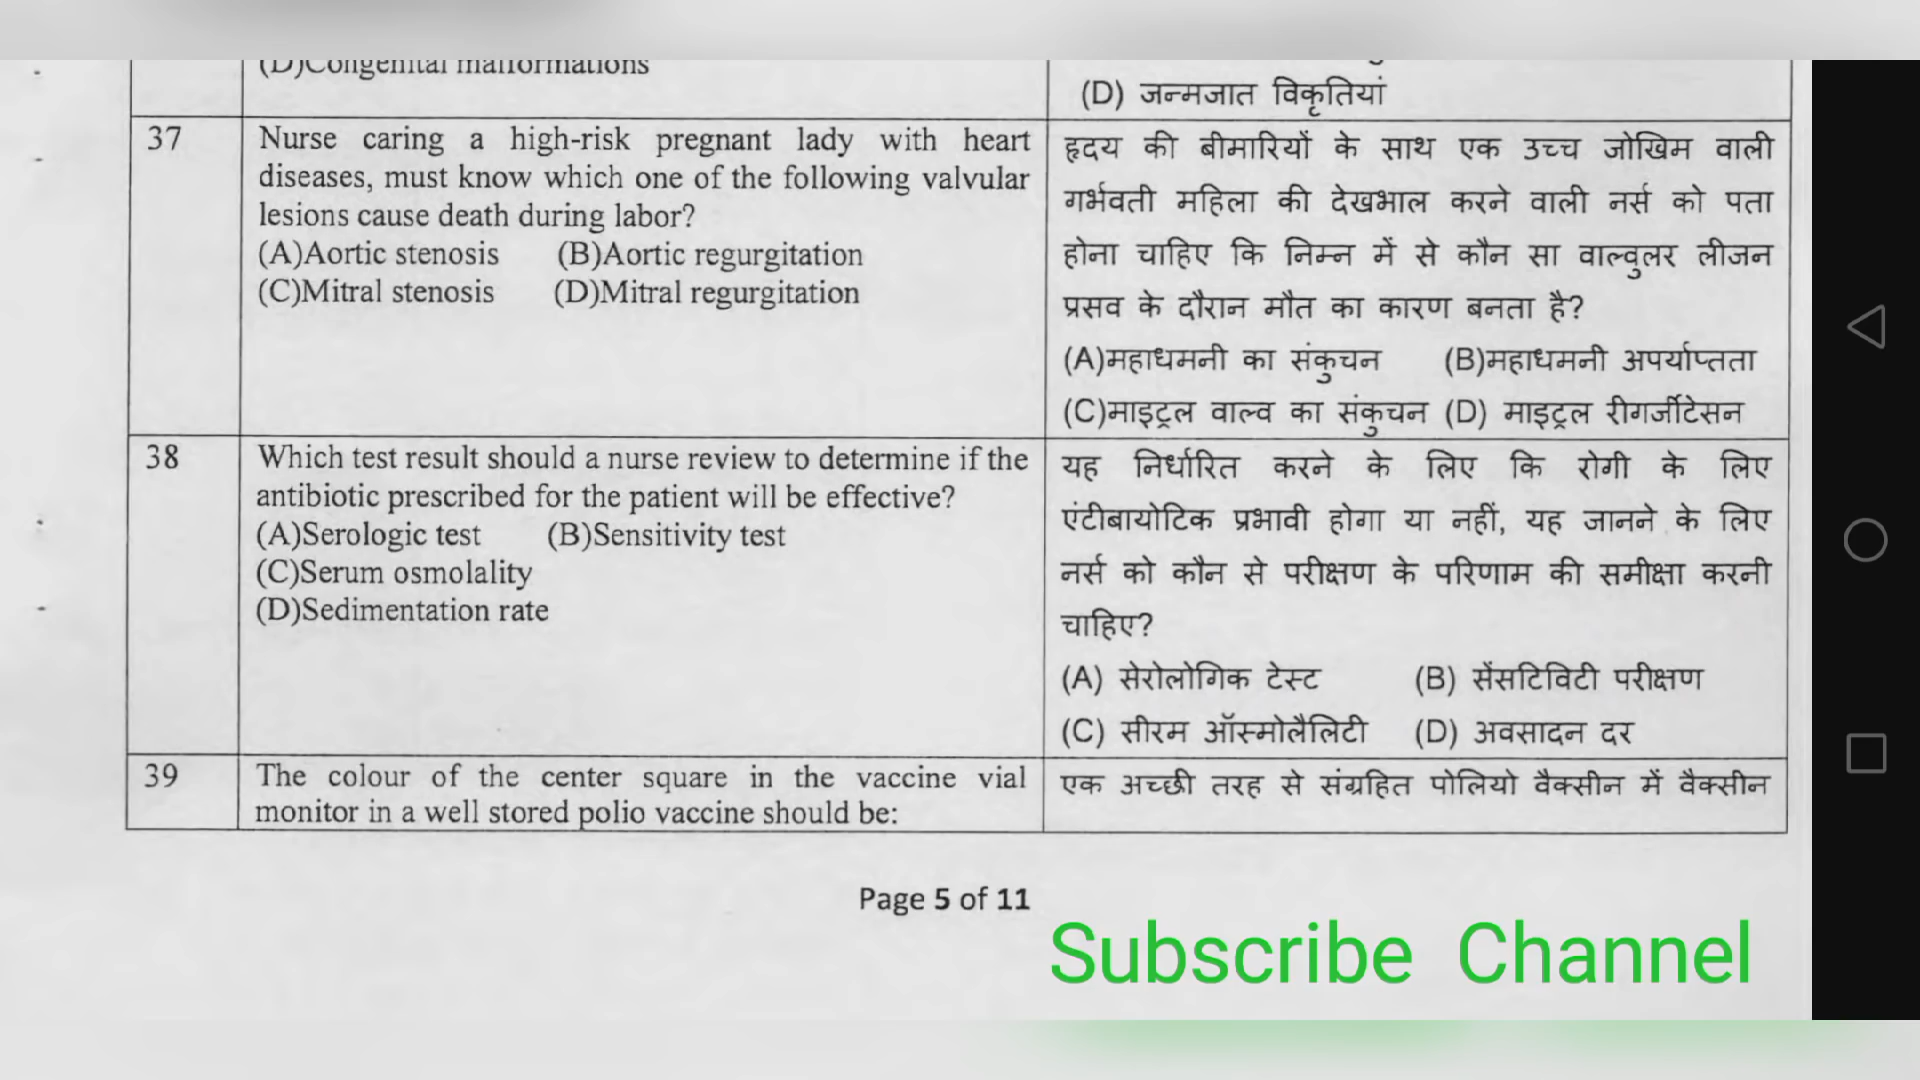 (D)Congenital malformations
(D) जन्मजात विकृतियां
37
Nurse caring a high-risk pregnant lady with heart
diseases, must know which one of the following valvular
lesions cause death during labor?
(A)Aortic stenosis (B)Aortic regurgitation
(C)Mitral stenosis (D)Mitral regurgitation
हृदय की बीमारियों के साथ एक उच्च जोखिम वाली
गर्भवती महिला की देखभाल करने वाली नर्स को पता
होना चाहिए कि निम्न में से कौन सा वाल्वुलर लीजन
प्रसव के दौरान मौत का कारण बनता है?
(A)महाधमनी का संकुचन (B)महाधमनी अपर्याप्तता
(C)माइट्रल वाल्व का संकुचन (D) माइट्रल रीगर्जीटेसन
38
Which test result should a nurse review to determine if the
antibiotic prescribed for the patient will be effective?
(A)Serologic test (B)Sensitivity test
(C)Serum osmolality
(D)Sedimentation rate
यह निर्धारित करने के लिए कि रोगी के लिए
एंटीबायोटिक प्रभावी होगा या नहीं, यह जानने के लिए
नर्स को कौन से परीक्षण के परिणाम की समीक्षा करनी
चाहिए?
(A) सेरोलोगिक टेस्ट (B) सेंसटिविटी परीक्षण
(C) सीरम ऑस्मोलैलिटी (D) अवसादन दर
39
The colour of the center square in the vaccine vial
monitor in a well stored polio vaccine should be:
एक अच्छी तरह से संग्रहित पोलियो वैक्सीन में वैक्सीन
Page 5 of 11
Subscribe Channel